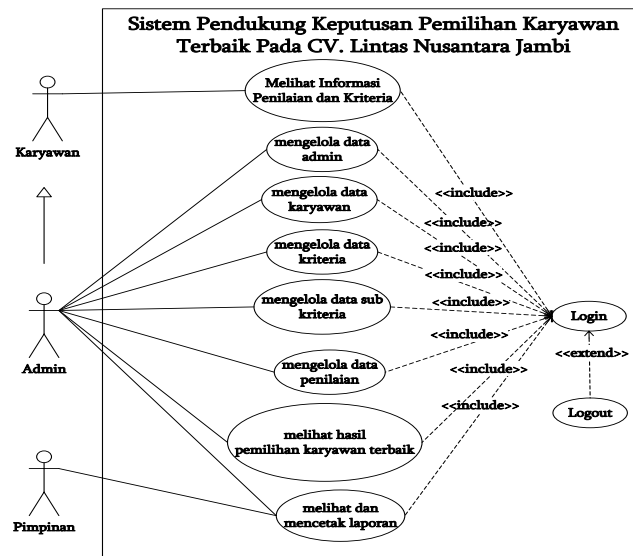 Sistem Pendukung Keputusan Pemilihan Karyawan
Terbaik Pada CV. Lintas Nusantara Jambi
Melihat Informasi
Penilaian dan Kriteria
Karyawan
mengelola data
admin
<<include>>
mengelola data
karyawan
<<include>>
<<include>>
mengelola data
kriteria
<<include>>
mengelola data sub
kriteria
<<include>>
Login
Admin
<<include>>
<<extend>>
mengelola data
penilaian
<<include>>
<<include>>
Logout
melihat hasil
pemilihan karyawan terbaik
melihat dan
mencetak laporan
Pimpinan